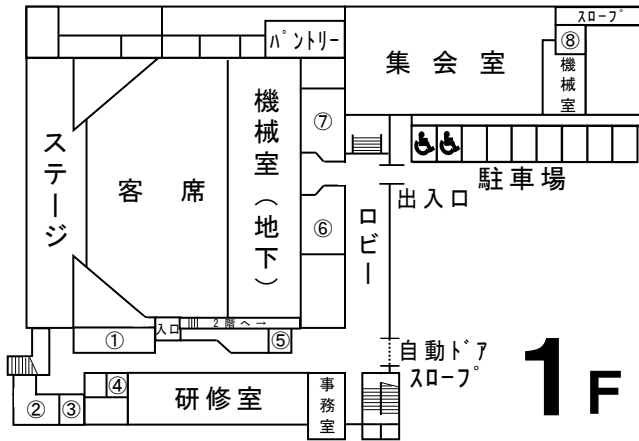 スロープ
パントリー
集会室
⑧
機械室
⑦
機械室（地下）
ステージ
客席
駐車場
出入口
⑥
ロビー
入口
2階へ→
①
⑤
自動ドア
スロープ
④
研修室
事務室
②
③
1F